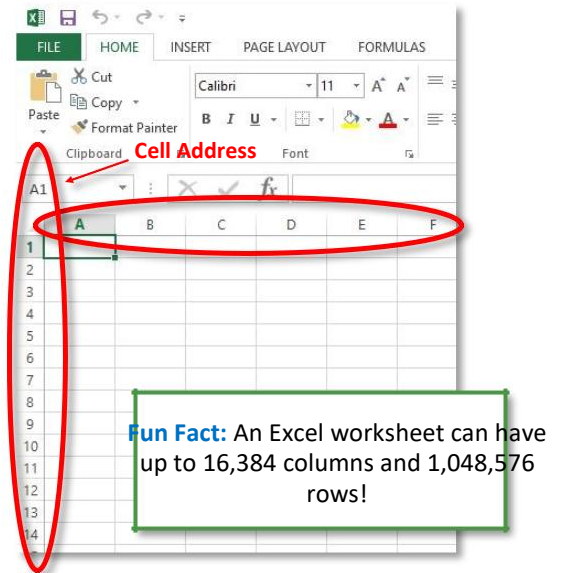 FILE HOME INSERT PAGE LAYOUT FORMULAS
Cut
Calibri 11 A A
Copy
Paste
B I U A
Format Painter
Clipboard Font
Cell Address
A1 fx
A B C D E F
1
2
3
4
5
6
7
8
9
10
11
12
13
14
Fun Fact: An Excel worksheet can have
up to 16,384 columns and 1,048,576
rows!